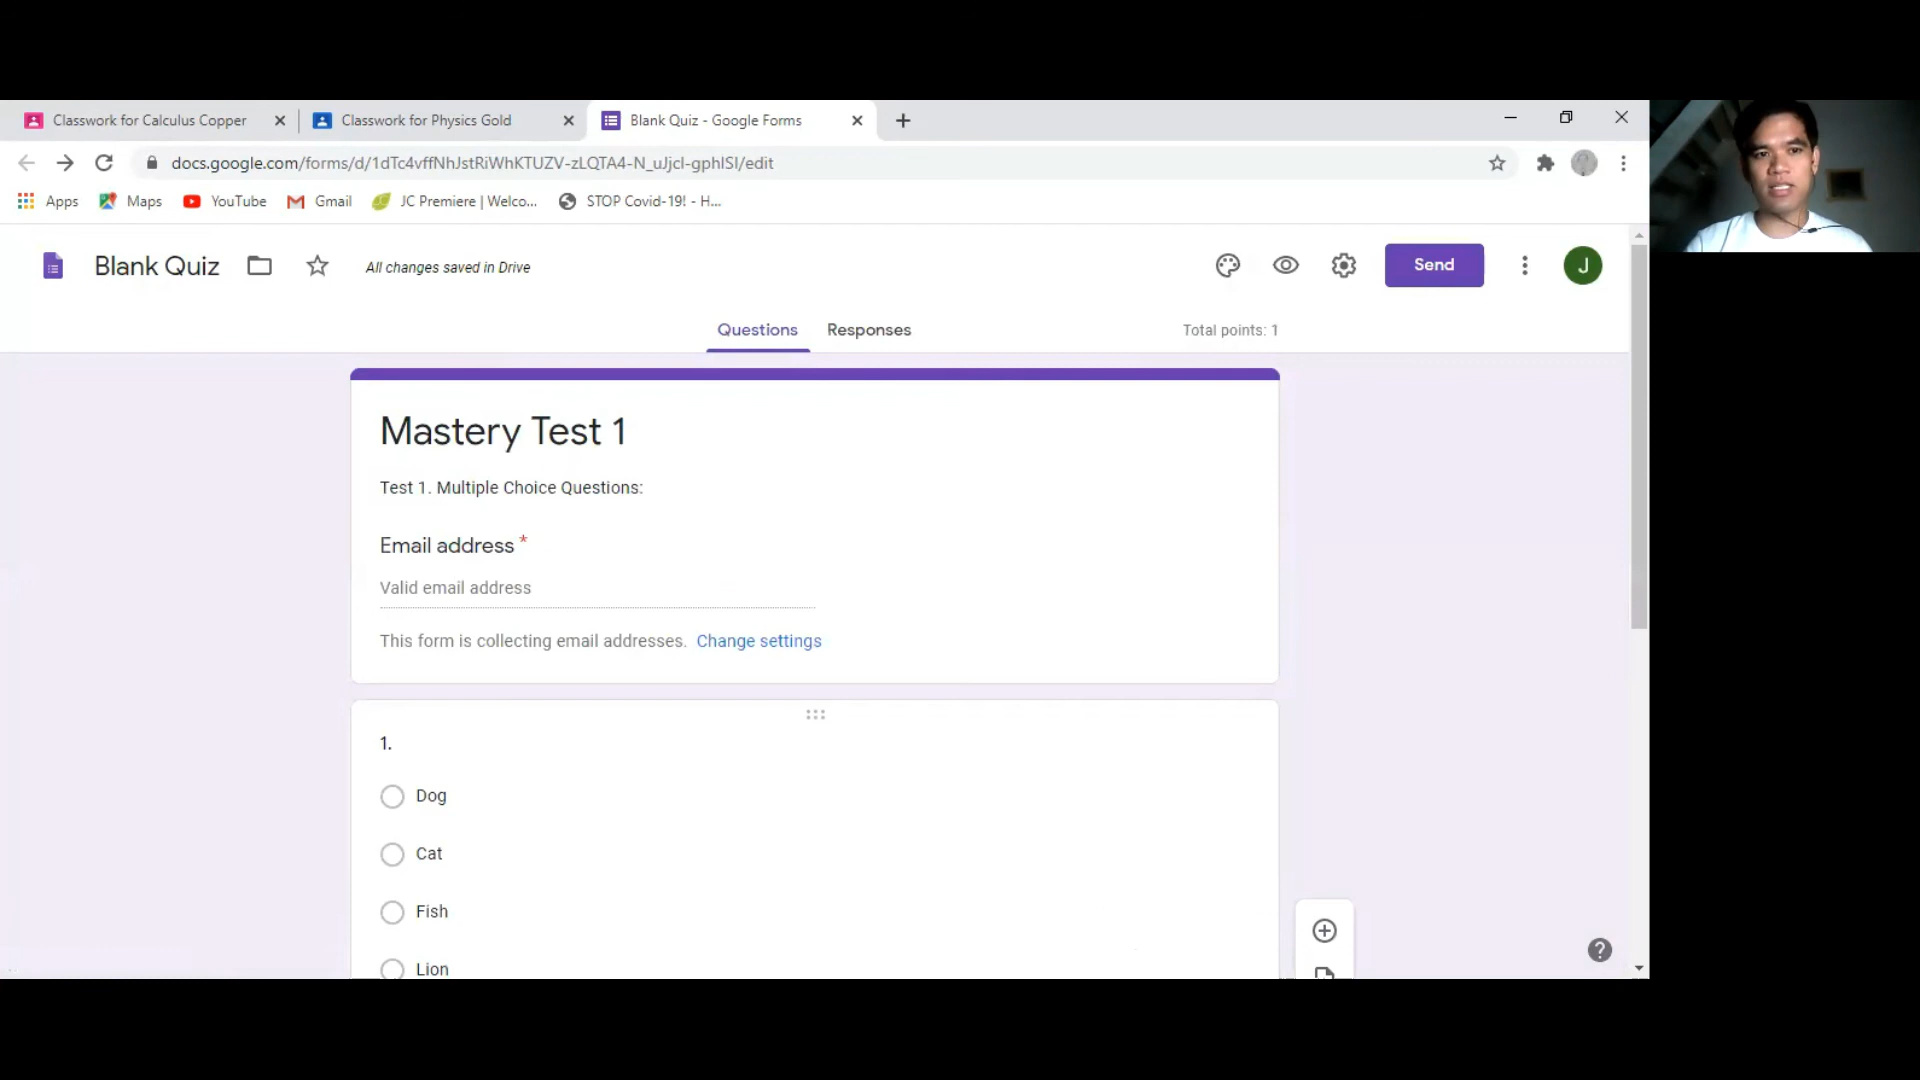 Classwork for Calculus Copper
Classwork for Physics Gold
Blank Quiz - Google Forms
docs.google.com/forms/d/1dTc4vffNhJstRiWhKTUZV-zLQTA4-N_uJjcI-gphlSI/edit
Apps
Maps
YouTube
Gmail
JC Premiere | Welco...
STOP Covid-19! - H...
Blank Quiz
All changes saved in Drive
Send
J
Questions
Responses
Total points: 1
Mastery Test 1
Test 1. Multiple Choice Questions:
Email address *
Valid email address
This form is collecting email addresses. Change settings
1.
Dog
Cat
Fish
Lion